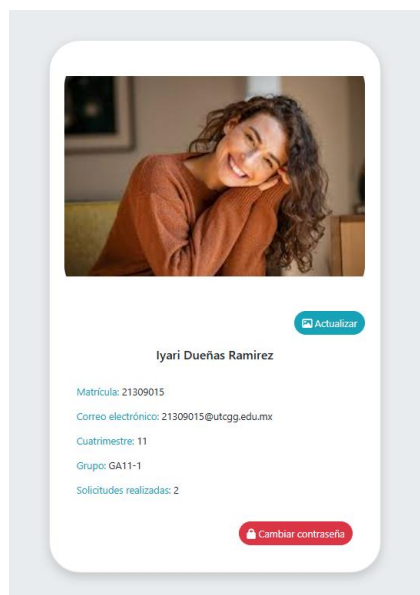 Actualizar
Iyari Dueñas Ramirez
Matrícula: 21309015
Correo electrónico: 21309015@utcgg.edu.mx
Cuatrimestre: 11
Grupo: GA11-1
Solicitudes realizadas: 2
Cambiar contraseña